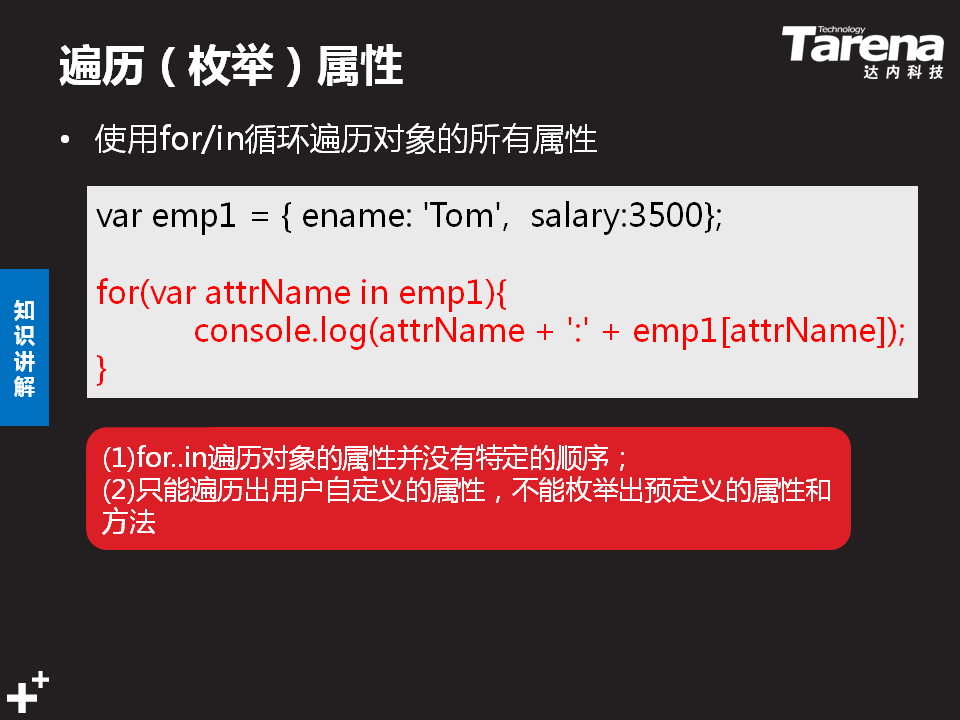 遍历（枚举）属性
Technology
Tarena
达内科技
• 使用for/in循环遍历对象的所有属性
var emp1 = { ename: 'Tom',  salary:3500};
for(var attrName in emp1){
console.log(attrName + ':' + emp1[attrName]);
}
知识讲解
(1)for..in遍历对象的属性并没有特定的顺序；
(2)只能遍历出用户自定义的属性，不能枚举出预定义的属性和
方法